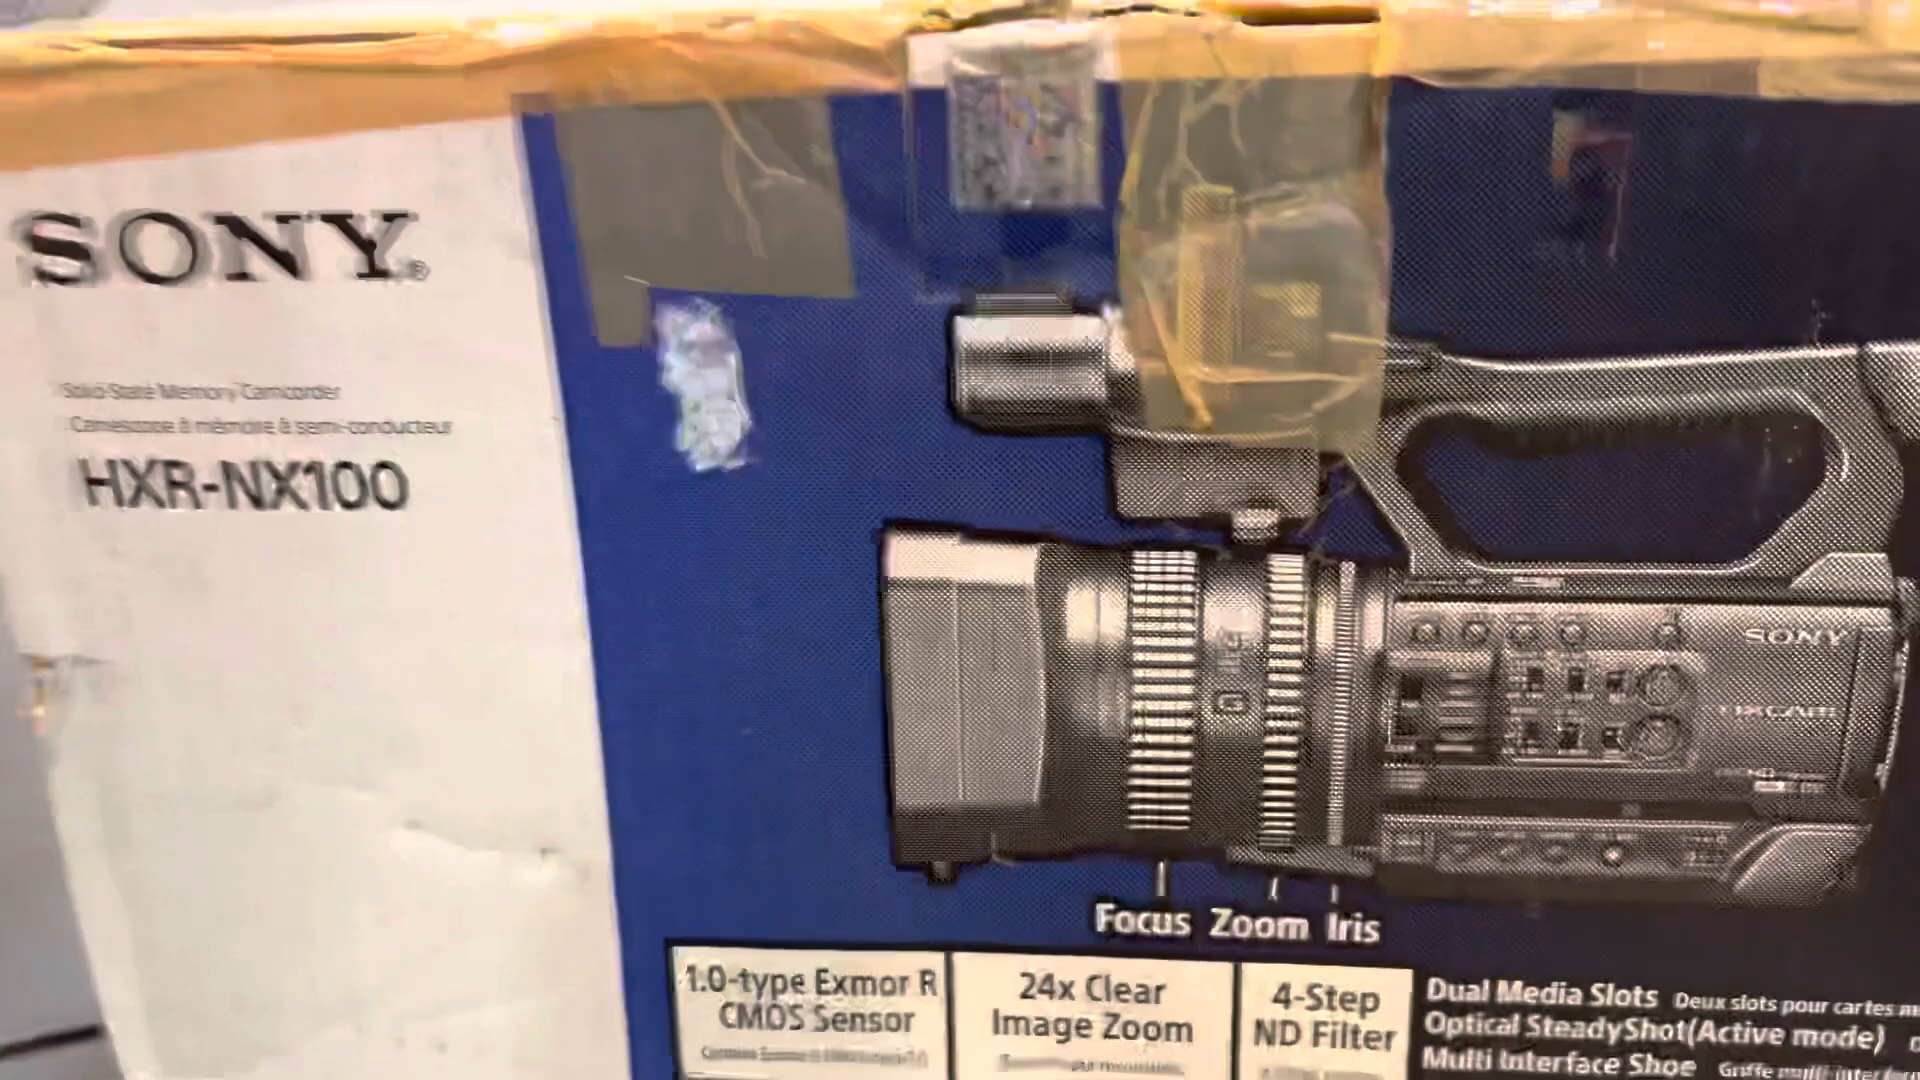 SONY®
Solid-State Memory Camcorder
Caméscope à mémoire à semi-conducteur
HXR-NX100
SONY
Focus Zoom Iris
1.0-type Exmor R
CMOS Sensor
24x Clear
Image Zoom
4-Step
ND Filter
Dual Media Slots Deux slots pour cartes
Optical SteadyShot(Active mode)
Multi Interface Shoe Griffe multi